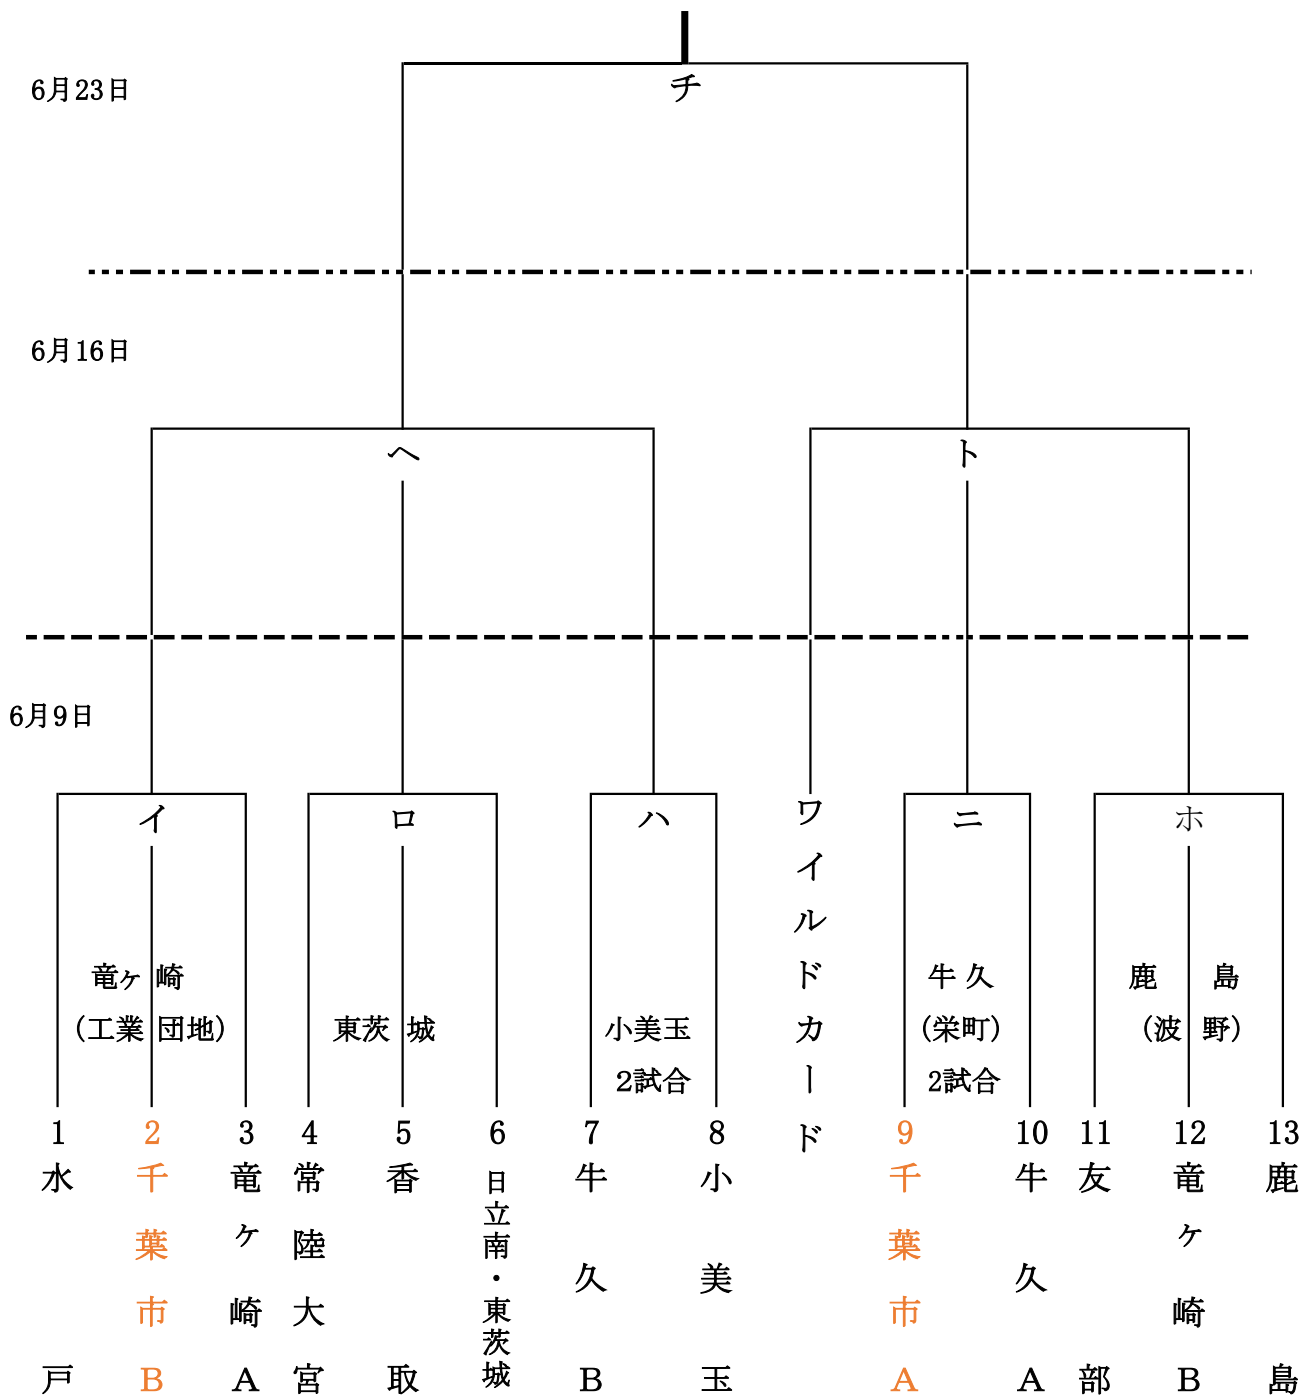 チ
6月23日
6月16日
ヘ
ト
6月9日
イ
ロ
ハ
ワイルドカード
ニ
ホ
竜ヶ崎
(工業団地)
東茨城
小美玉
2試合
牛久
(栄町)
2試合
鹿島
(波野)
1
2
3
4
5
6
7
8
9
10
11
12
13
水戸
千葉市B
竜ヶ崎A
常陸大宮
香取
日立南・東茨城
牛久B
小美玉
千葉市A
牛久A
友部
竜ヶ崎B
鹿島